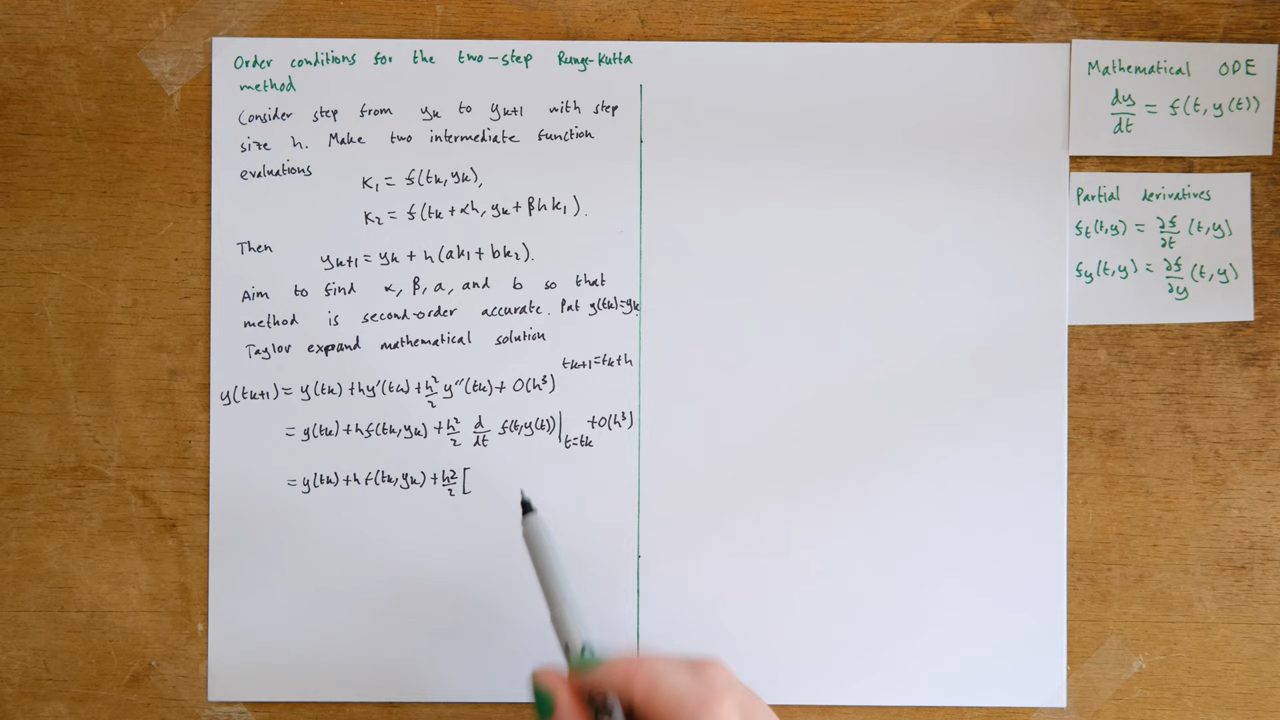 Order conditions for the two-step Runge-Kutta
method
Consider step from yₖ to yₖ₊₁ with step
size h. Make two intermediate function
evaluations
K₁ = f(tₖ, yₖ),
K₂ = f(tₖ + αh, yₖ + βhk₁).
Then
yₖ₊₁ = yₖ + h(ak₁ + bk₂).
Aim to find α, β, a, and b so that
method is second-order accurate. Put y(tₖ)=yₖ.
Taylor expand mathematical solution
tₖ₊₁ = tₖ + h
y(tₖ₊₁) = y(tₖ) + hy'(tₖ) + h²/2 y''(tₖ) + O(h³)
= y(tₖ) + hf(tₖ, yₖ) + h²/2 d/dt f(t, y(t))|t=tₖ + O(h³)
= y(tₖ) + hf(tₖ, yₖ) + h²/2 [
Mathematical ODE
dy/dt = f(t, y(t))
Partial derivatives
fₜ(t,y) = ∂f/∂t (t,y)
fy(t,y) = ∂f/∂y (t,y)